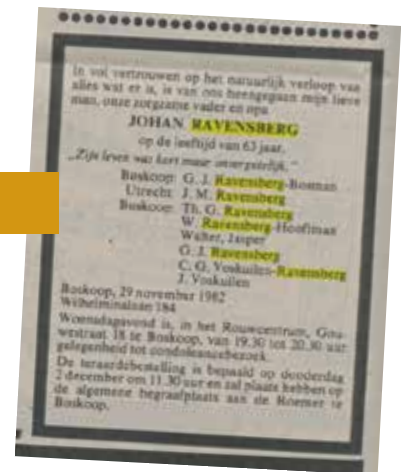 In vol vertrouwen op het natuurlijk verloop van
alles wat er is, is van ons heengegaan mijn lieve
man, onze zorgzame vader en opa
JOHAN RAVENSBERG
op de leeftijd van 63 jaar.
„Zijn leven was kort maar onvergetelijk.”
Boskoop: G. J. Ravensberg-Bosman
Utrecht: J. M. Ravensberg
Boskoop: Th. G. Ravensberg
W. Ravensberg-Hooftman
Walter, Jasper
G. J. Ravensberg
C. G. Voskuilen-Ravensberg
J. Voskuilen
Boskoop, 29 november 1982
Wilhelminalaan 184
Woensdagavond is, in het Rouwcentrum, Gou-
westraat 18 te Boskoop, van 19.30 tot 20.30 uur
gelegenheid tot condoleancebezoek.
De teraardebestelling is bepaald op donderdag
2 december om 11.30 uur en zal plaats hebben op
de algemene begraafplaats aan de Roemer te
Boskoop.